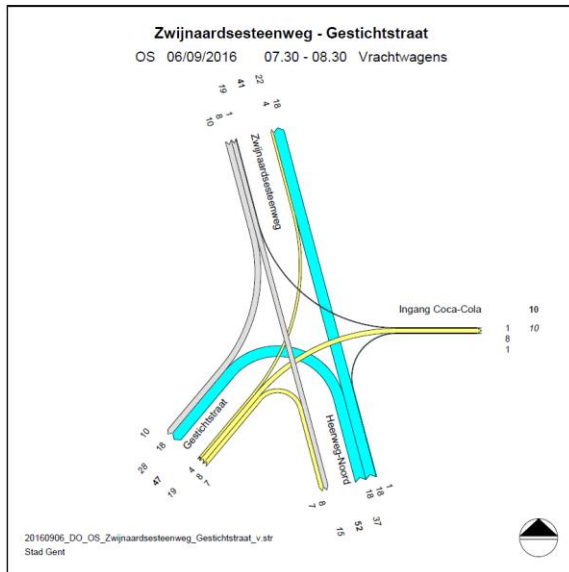 Zwijnaardsesteenweg - Gestichtstraat
OS 06/09/2016 07.30 - 08.30 Vrachtwagens
19 41 22
10 8 1 4 18
Zwijnaardsesteenweg
Ingang Coca-Cola
10
1 10
8
1
Gestichtstraat
Heerweg-Noord
10
18
28
47
19
4
8
7
7 8
15 52 37
18 18 1
20160906_DO_OS_Zwijnaardsesteenweg_Gestichtstraat_v.str
Stad Gent